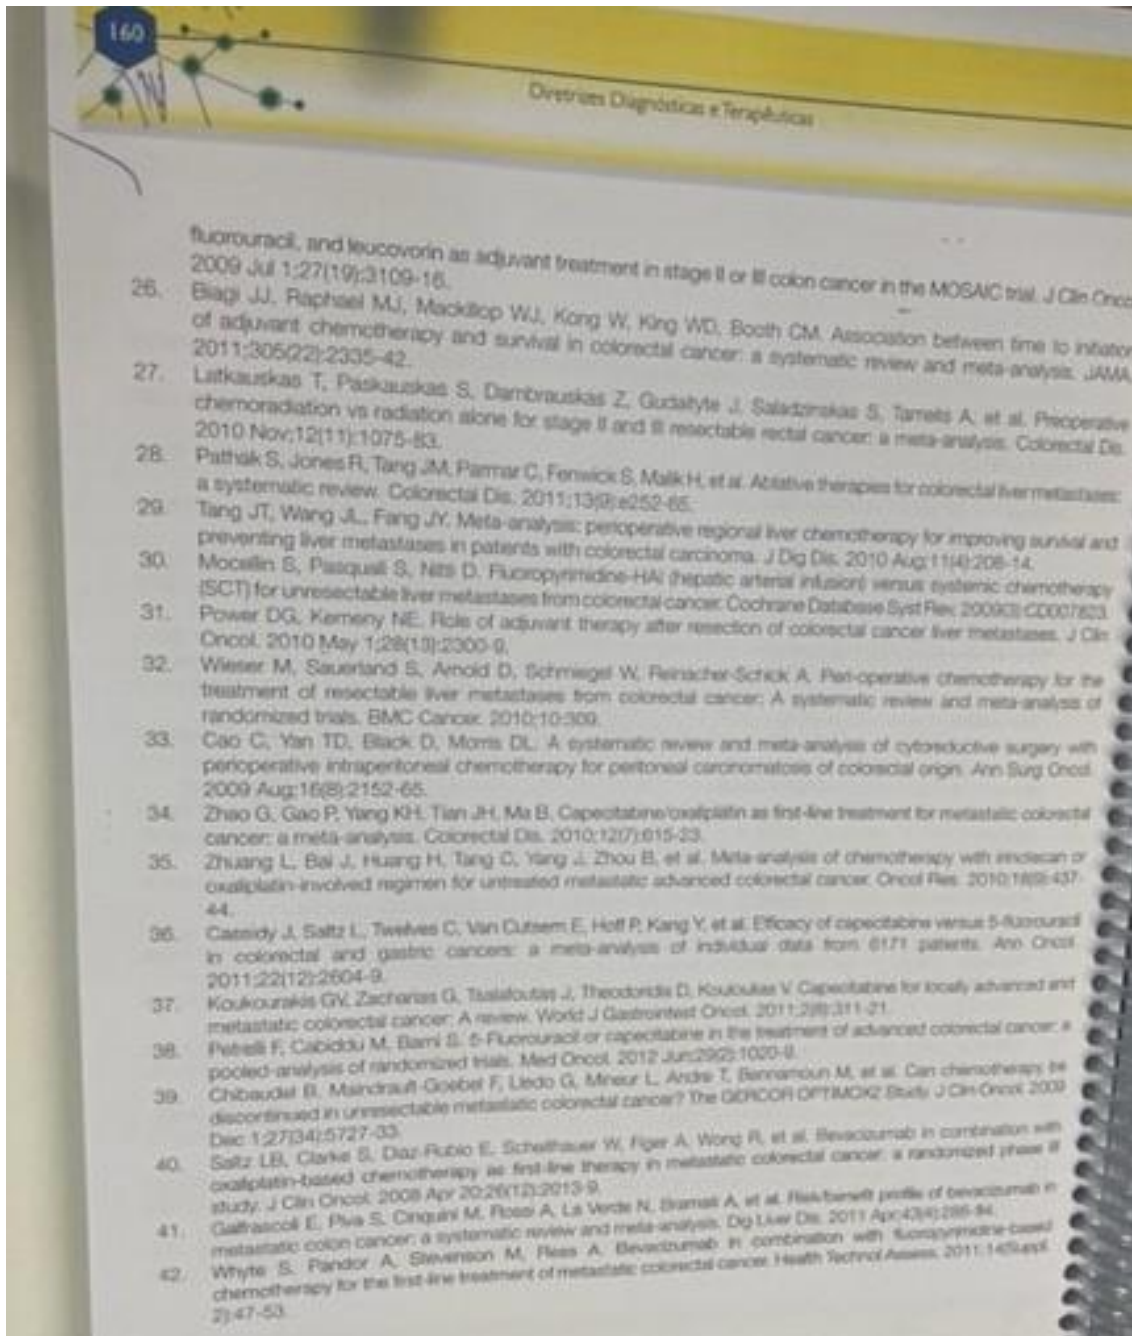 160
Diretrizes Diagnósticas e Terapêuticas
fluorouracil, and leucovorin as adjuvant treatment in stage II or III colon cancer in the MOSAIC trial. J Clin Onco
2009 Jul 1;27(19):3109-16.
26. Biagi JJ, Raphael MJ, Mackillop WJ, Kong W, King WD, Booth CM. Association between time to initiation
of adjuvant chemotherapy and survival in colorectal cancer: a systematic review and meta-analysis. JAMA.
2011;305(22):2335-42.
27. Latkauskas T, Paskauskas S, Dambrauskas Z, Gudaityte J, Saladzinskas S, Tamelis A, et al. Preoperative
chemoradiation vs radiation alone for stage II and III resectable rectal cancer: a meta-analysis. Colorectal Dis.
2010 Nov;12(11):1075-83.
28. Pathak S, Jones R, Tang JM, Parmar C, Fenwick S, Malik H, et al. Ablative therapies for colorectal liver metastases:
a systematic review. Colorectal Dis. 2011;13(9):e252-65.
29. Tang JT, Wang JL, Fang JY. Meta-analysis: perioperative regional liver chemotherapy for improving survival and
preventing liver metastases in patients with colorectal carcinoma. J Dig Dis. 2010 Aug;11(4):208-14.
30. Mocellin S, Pasquali S, Nitti D. Fluoropyrimidine-HAI (hepatic arterial infusion) versus systemic chemotherapy
(SCT) for unresectable liver metastases from colorectal cancer. Cochrane Database Syst Rev. 2009(3):CD007823.
31. Power DG, Kemeny NE. Role of adjuvant therapy after resection of colorectal cancer liver metastases. J Clin
Oncol. 2010 May 1;28(13):2300-9.
32. Wieser M, Sauerland S, Arnold D, Schmiegel W, Reinacher-Schick A. Peri-operative chemotherapy for the
treatment of resectable liver metastases from colorectal cancer: A systematic review and meta-analysis of
randomized trials. BMC Cancer. 2010;10:309.
33. Cao C, Yan TD, Black D, Morris DL. A systematic review and meta-analysis of cytoreductive surgery with
perioperative intraperitoneal chemotherapy for peritoneal carcinomatosis of colorectal origin. Ann Surg Oncol.
2009 Aug;16(8):2152-65.
34. Zhao G, Gao P, Yang KH, Tian JH, Ma B. Capecitabine/oxaliplatin as first-line treatment for metastatic colorectal
cancer: a meta-analysis. Colorectal Dis. 2010;12(7):615-23.
35. Zhuang L, Bai J, Huang H, Tang C, Yang J, Zhou B, et al. Meta-analysis of chemotherapy with irinotecan or
oxaliplatin-involved regimen for untreated metastatic advanced colorectal cancer. Oncol Res. 2010;18(9):437-
44.
36. Cassidy J, Saltz L, Twelves C, Van Cutsem E, Hoff P, Kang Y, et al. Efficacy of capecitabine versus 5-fluorouracil
in colorectal and gastric cancers: a meta-analysis of individual data from 6171 patients. Ann Oncol.
2011;22(12):2604-9.
37. Koukourakis GV, Zacharias G, Tsalafoutas J, Theodoridis D, Kouloulias V. Capecitabine for locally advanced and
metastatic colorectal cancer: A review. World J Gastrointest Oncol. 2011;2(8):311-21.
38. Petrelli F, Cabiddu M, Barni S. 5-Fluorouracil or capecitabine in the treatment of advanced colorectal cancer: a
pooled-analysis of randomized trials. Med Oncol. 2012 Jun;29(2):1020-9.
39. Chibaudel B, Maindrault-Goebel F, Lledo G, Mineur L, Andre T, Bennamoun M, et al. Can chemotherapy be
discontinued in unresectable metastatic colorectal cancer? The GERCOR OPTIMOX2 Study. J Clin Oncol. 2009
Dec 1;27(34):5727-33.
40. Saltz LB, Clarke S, Diaz-Rubio E, Scheithauer W, Figer A, Wong R, et al. Bevacizumab in combination with
oxaliplatin-based chemotherapy as first-line therapy in metastatic colorectal cancer: a randomized phase III
study. J Clin Oncol. 2008 Apr 20;26(12):2013-9.
41. Galfrascoli E, Piva S, Cinquini M, Rossi A, La Verde N, Bramati A, et al. Risk/benefit profile of bevacizumab in
metastatic colon cancer: a systematic review and meta-analysis. Dig Liver Dis. 2011 Apr;43(4):286-94.
42. Whyte S, Pandor A, Stevenson M, Rees A. Bevacizumab in combination with fluoropyrimidine-based
chemotherapy for the first-line treatment of metastatic colorectal cancer. Health Technol Assess. 2011;14(Suppl.
2):47-53.